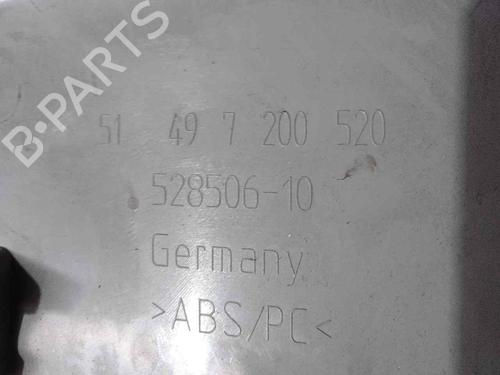 B-PARTS
51 49 7 200 520
528506-10
Germany
>ABS/PC<